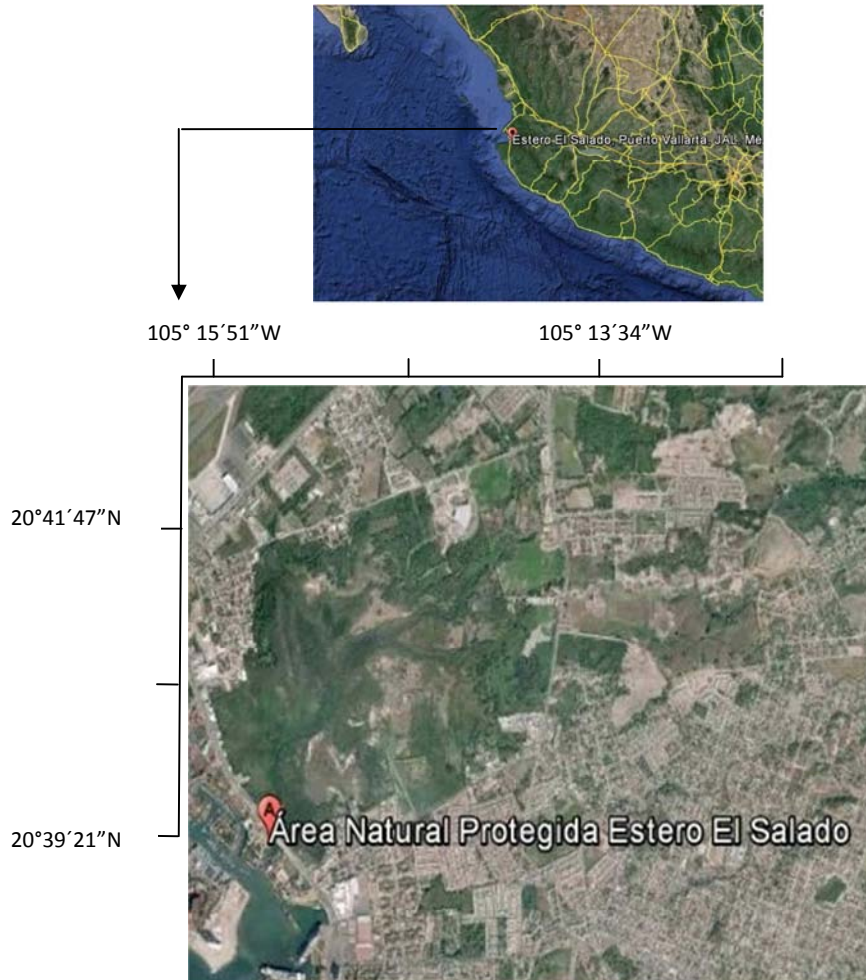 Estero El Salado, Puerto Vallarta, JAL, Mé
105° 15´51”W 105° 13´34”W
20°41´47”N
A
Área Natural Protegida Estero El Salado
20°39´21”N